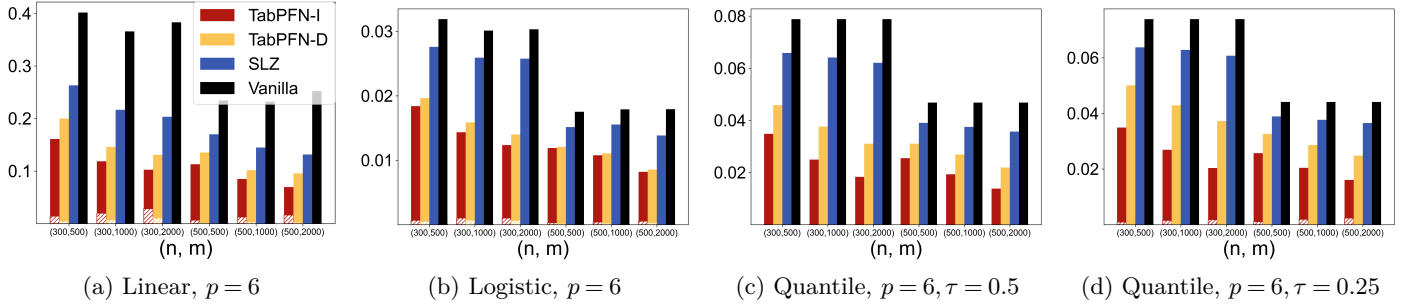 0.4
0.3
0.2
0.1
TabPFN-I
TabPFN-D
SLZ
Vanilla
(300,500) (300,1000) (300,2000) (500,500) (500,1000) (500,2000)
(n, m)
(a) Linear, p = 6
0.03
0.02
0.01
(300,500) (300,1000) (300,2000) (500,500) (500,1000) (500,2000)
(n, m)
(b) Logistic, p = 6
0.08
0.06
0.04
0.02
(300,500) (300,1000) (300,2000) (500,500) (500,1000) (500,2000)
(n, m)
(c) Quantile, p = 6, τ = 0.5
0.06
0.04
0.02
(300,500) (300,1000) (300,2000) (500,500) (500,1000) (500,2000)
(n, m)
(d) Quantile, p = 6, τ = 0.25